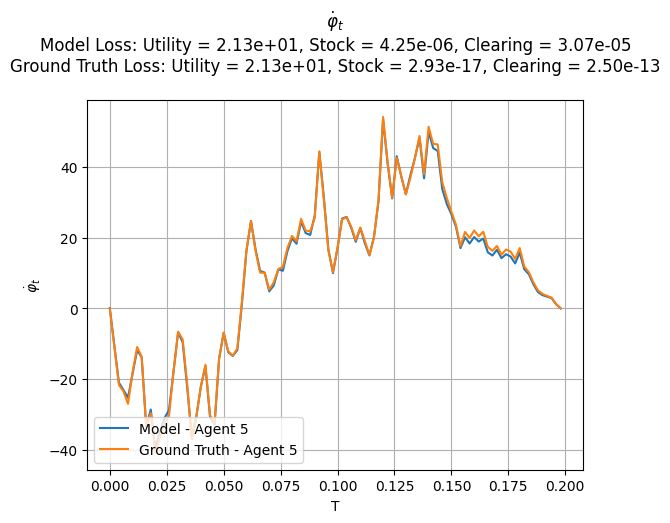 φ̇ₜ
Model Loss: Utility = 2.13e+01, Stock = 4.25e-06, Clearing = 3.07e-05
Ground Truth Loss: Utility = 2.13e+01, Stock = 2.93e-17, Clearing = 2.50e-13
φ̇ₜ
40
20
0
−20
−40
Model - Agent 5
Ground Truth - Agent 5
0.000 0.025 0.050 0.075 0.100 0.125 0.150 0.175 0.200
T